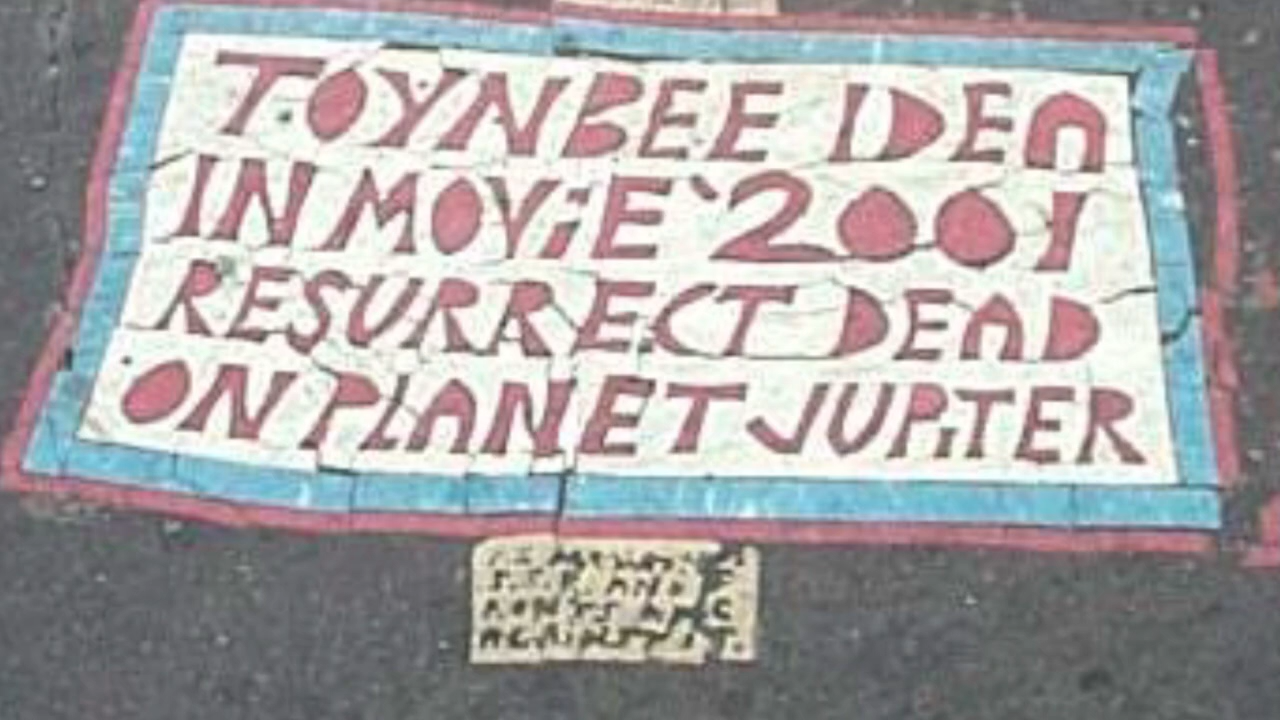 TOYNBEE IDEA
IN MOViE `2001
RESURRECT DEAD
ON PLANET JUPiTER